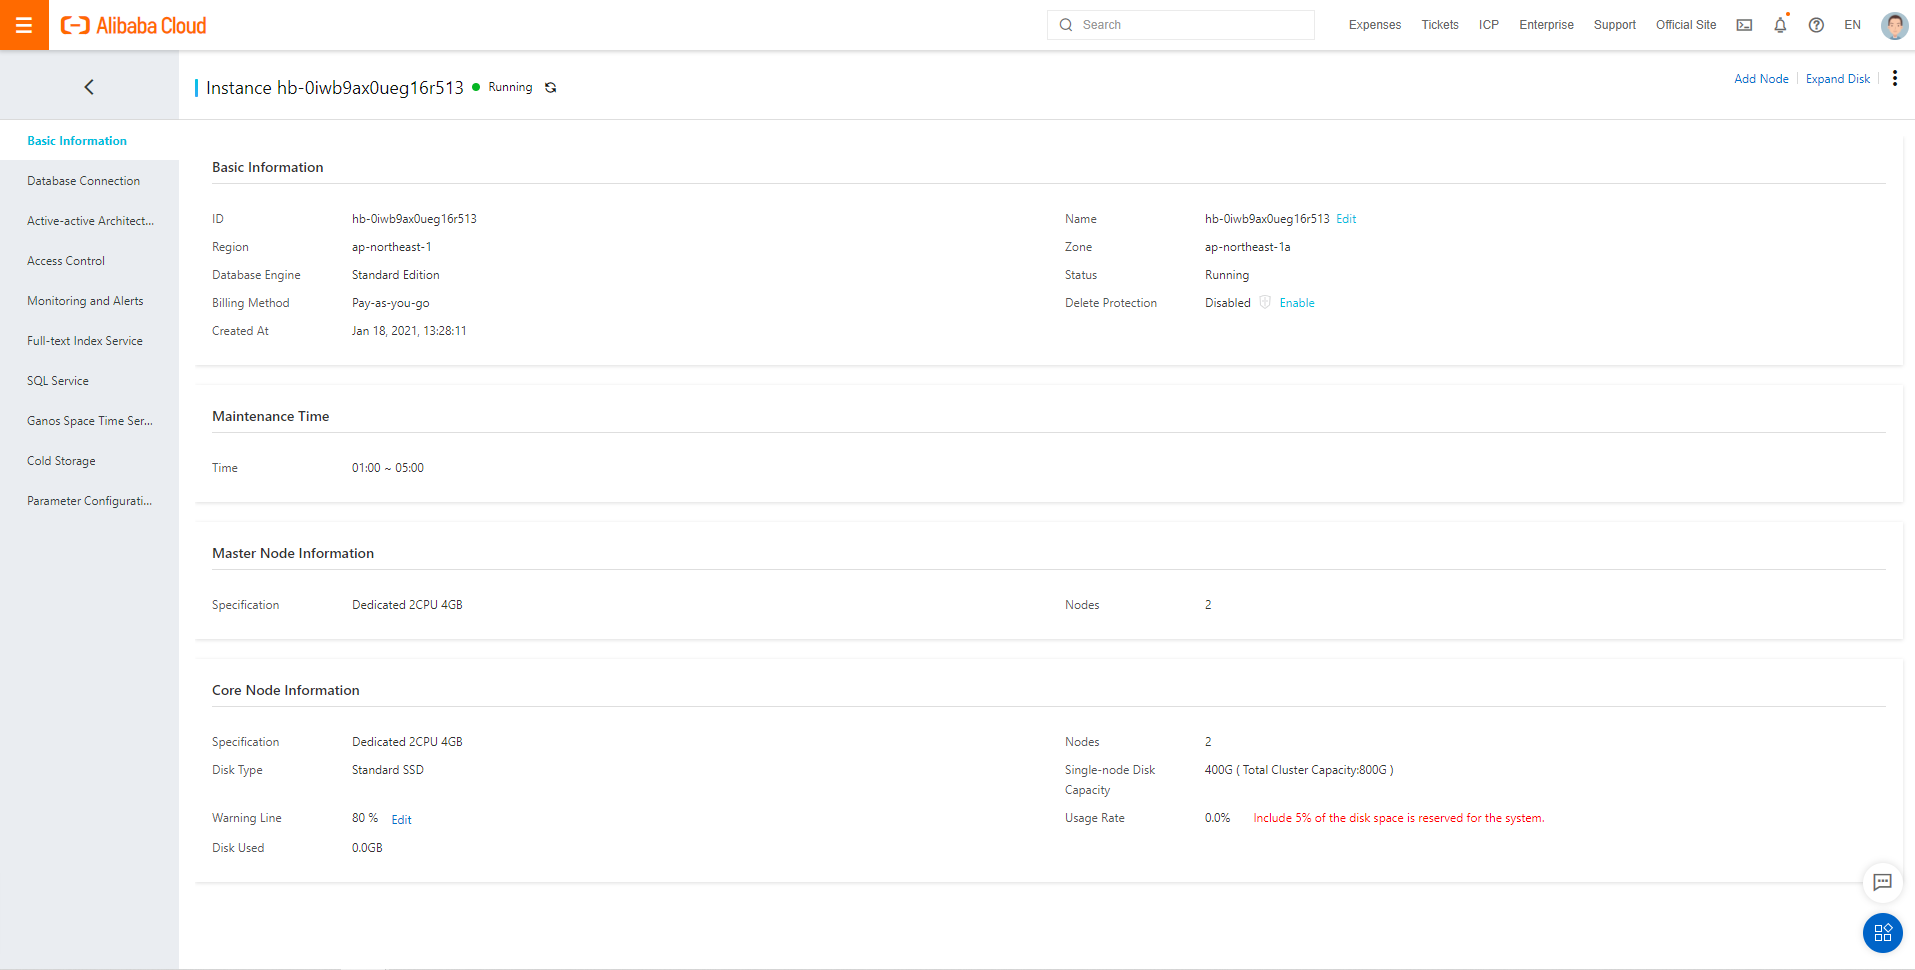 Alibaba Cloud
Search
Expenses Tickets ICP Enterprise Support Official Site EN
Instance hb-0iwb9ax0ueg16r513 Running
Add Node Expand Disk
Basic Information
Database Connection
Active-active Architect...
Access Control
Monitoring and Alerts
Full-text Index Service
SQL Service
Ganos Space Time Ser...
Cold Storage
Parameter Configurati...
Basic Information
ID hb-0iwb9ax0ueg16r513 Name hb-0iwb9ax0ueg16r513 Edit
Region ap-northeast-1 Zone ap-northeast-1a
Database Engine Standard Edition Status Running
Billing Method Pay-as-you-go Delete Protection Disabled Enable
Created At Jan 18, 2021, 13:28:11
Maintenance Time
Time 01:00 ~ 05:00
Master Node Information
Specification Dedicated 2CPU 4GB Nodes 2
Core Node Information
Specification Dedicated 2CPU 4GB Nodes 2
Disk Type Standard SSD Single-node Disk 400G ( Total Cluster Capacity:800G )
Capacity
Warning Line 80 % Edit Usage Rate 0.0% Include 5% of the disk space is reserved for the system.
Disk Used 0.0GB